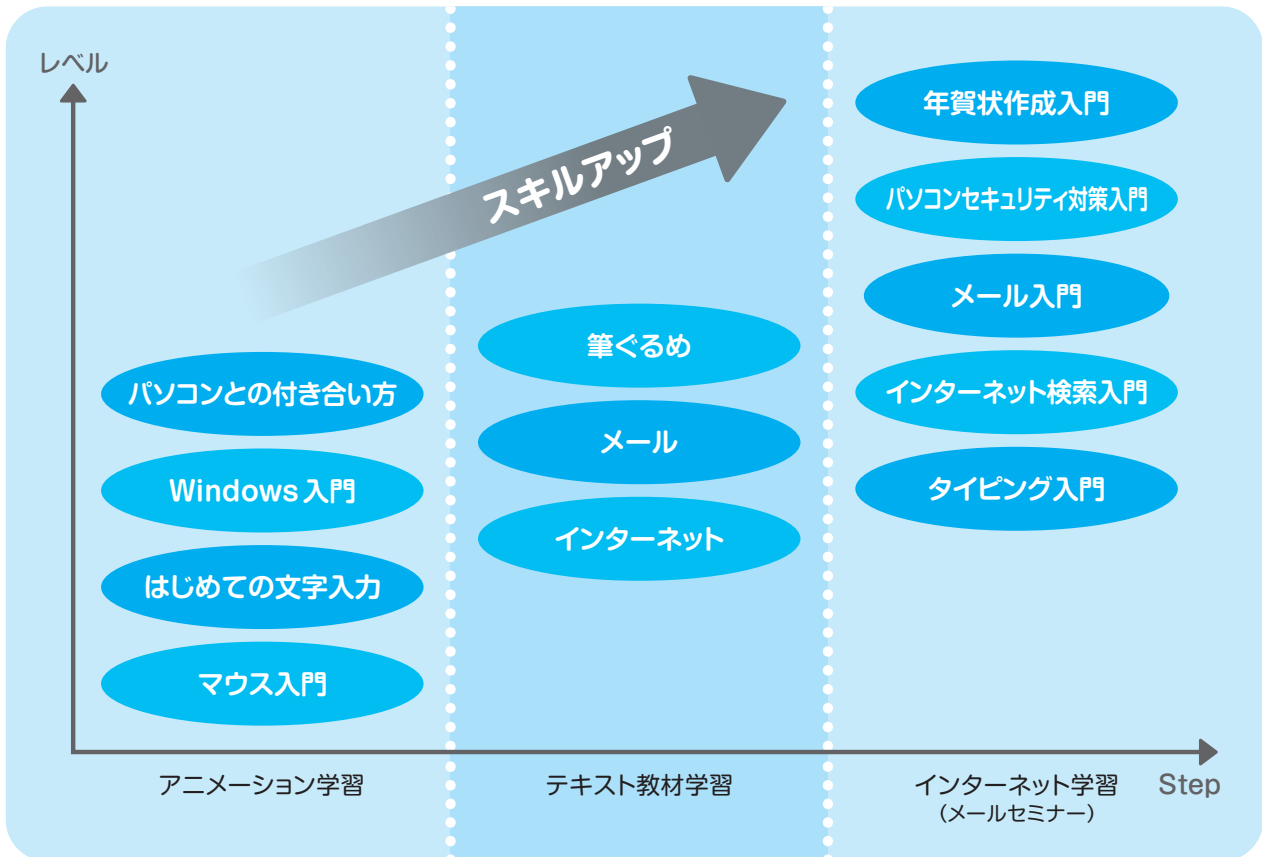 レベル
スキルアップ
パソコンとの付き合い方
Windows入門
はじめての文字入力
マウス入門
アニメーション学習
筆ぐるめ
メール
インターネット
テキスト教材学習
年賀状作成入門
パソコンセキュリティ対策入門
メール入門
インターネット検索入門
タイピング入門
インターネット学習
(メールセミナー)
Step